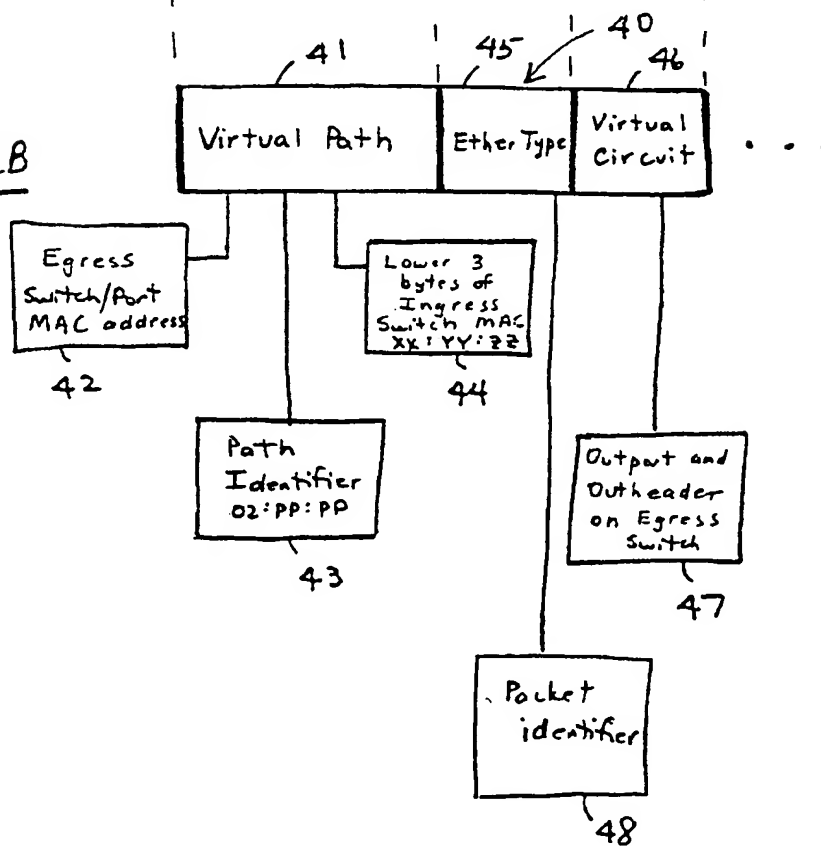 41
45
40
46
Virtual Path
EtherType
Virtual
Circuit
Egress
Switch/Port
MAC address
42
Lower 3
bytes of
Ingress
Switch MAC
XX:YY:ZZ
44
Path
Identifier
02:PP:PP
43
Outport and
Outheader
on Egress
Switch
47
Packet
identifier
48